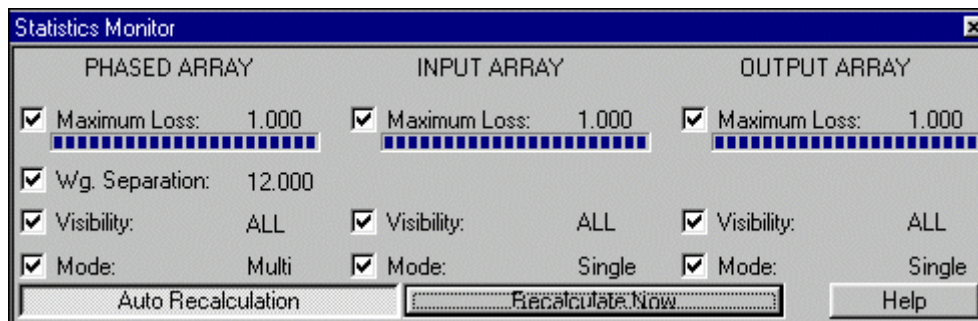 Statistics Monitor
PHASED ARRAY INPUT ARRAY OUTPUT ARRAY
Maximum Loss: 1.000 Maximum Loss: 1.000 Maximum Loss: 1.000
Wg. Separation: 12.000
Visibility: ALL Visibility: ALL Visibility: ALL
Mode: Multi Mode: Single Mode: Single
Auto Recalculation Recalculate Now Help